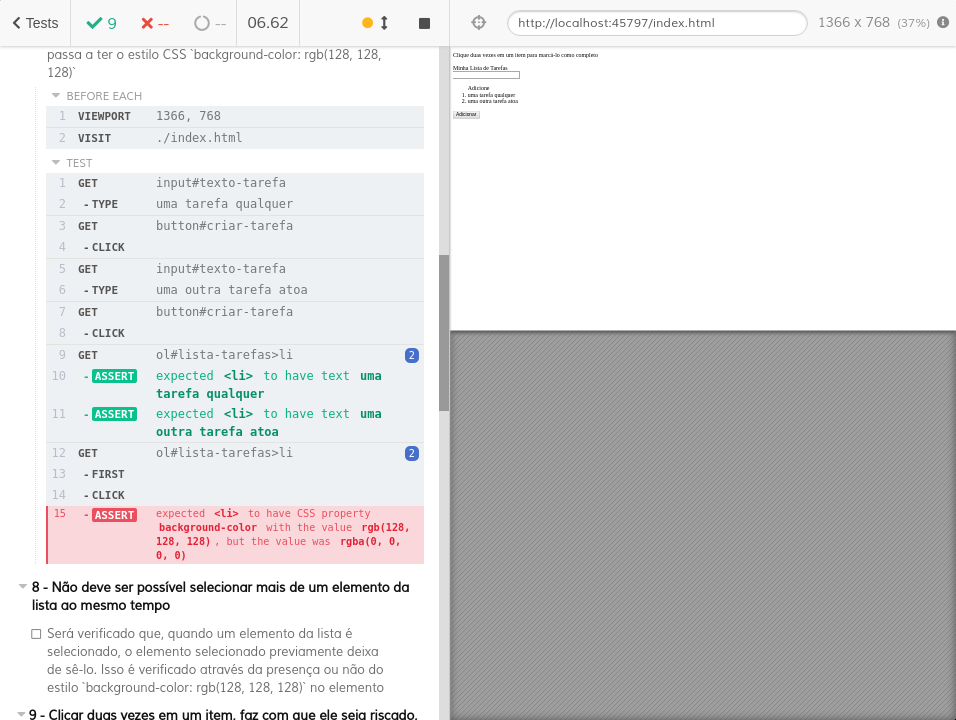 Tests 9 -- -- 06.62 http://localhost:45797/index.html 1366 x 768 (37%)
passa a ter o estilo CSS `background-color: rgb(128, 128,
128)`
BEFORE EACH
1 VIEWPORT 1366, 768
2 VISIT ./index.html
TEST
1 GET input#texto-tarefa
2 - TYPE uma tarefa qualquer
3 GET button#criar-tarefa
4 - CLICK
5 GET input#texto-tarefa
6 - TYPE uma outra tarefa atoa
7 GET button#criar-tarefa
8 - CLICK
9 GET ol#lista-tarefas>li 2
10 - ASSERT expected <li> to have text uma
tarefa qualquer
11 - ASSERT expected <li> to have text uma
outra tarefa atoa
12 GET ol#lista-tarefas>li 2
13 - FIRST
14 - CLICK
15 - ASSERT expected <li> to have CSS property
background-color with the value rgb(128,
128, 128) , but the value was rgba(0, 0,
0, 0)
8 - Não deve ser possível selecionar mais de um elemento da
lista ao mesmo tempo
Será verificado que, quando um elemento da lista é
selecionado, o elemento selecionado previamente deixa
de sê-lo. Isso é verificado através da presença ou não do
estilo `background-color: rgb(128, 128, 128)` no elemento
9 - Clicar duas vezes em um item, faz com que ele seja riscado,
Clique duas vezes em um item para marcá-lo como completo
Minha Lista de Tarefas
Adicione
1. uma tarefa qualquer
2. uma outra tarefa atoa
Adicionar